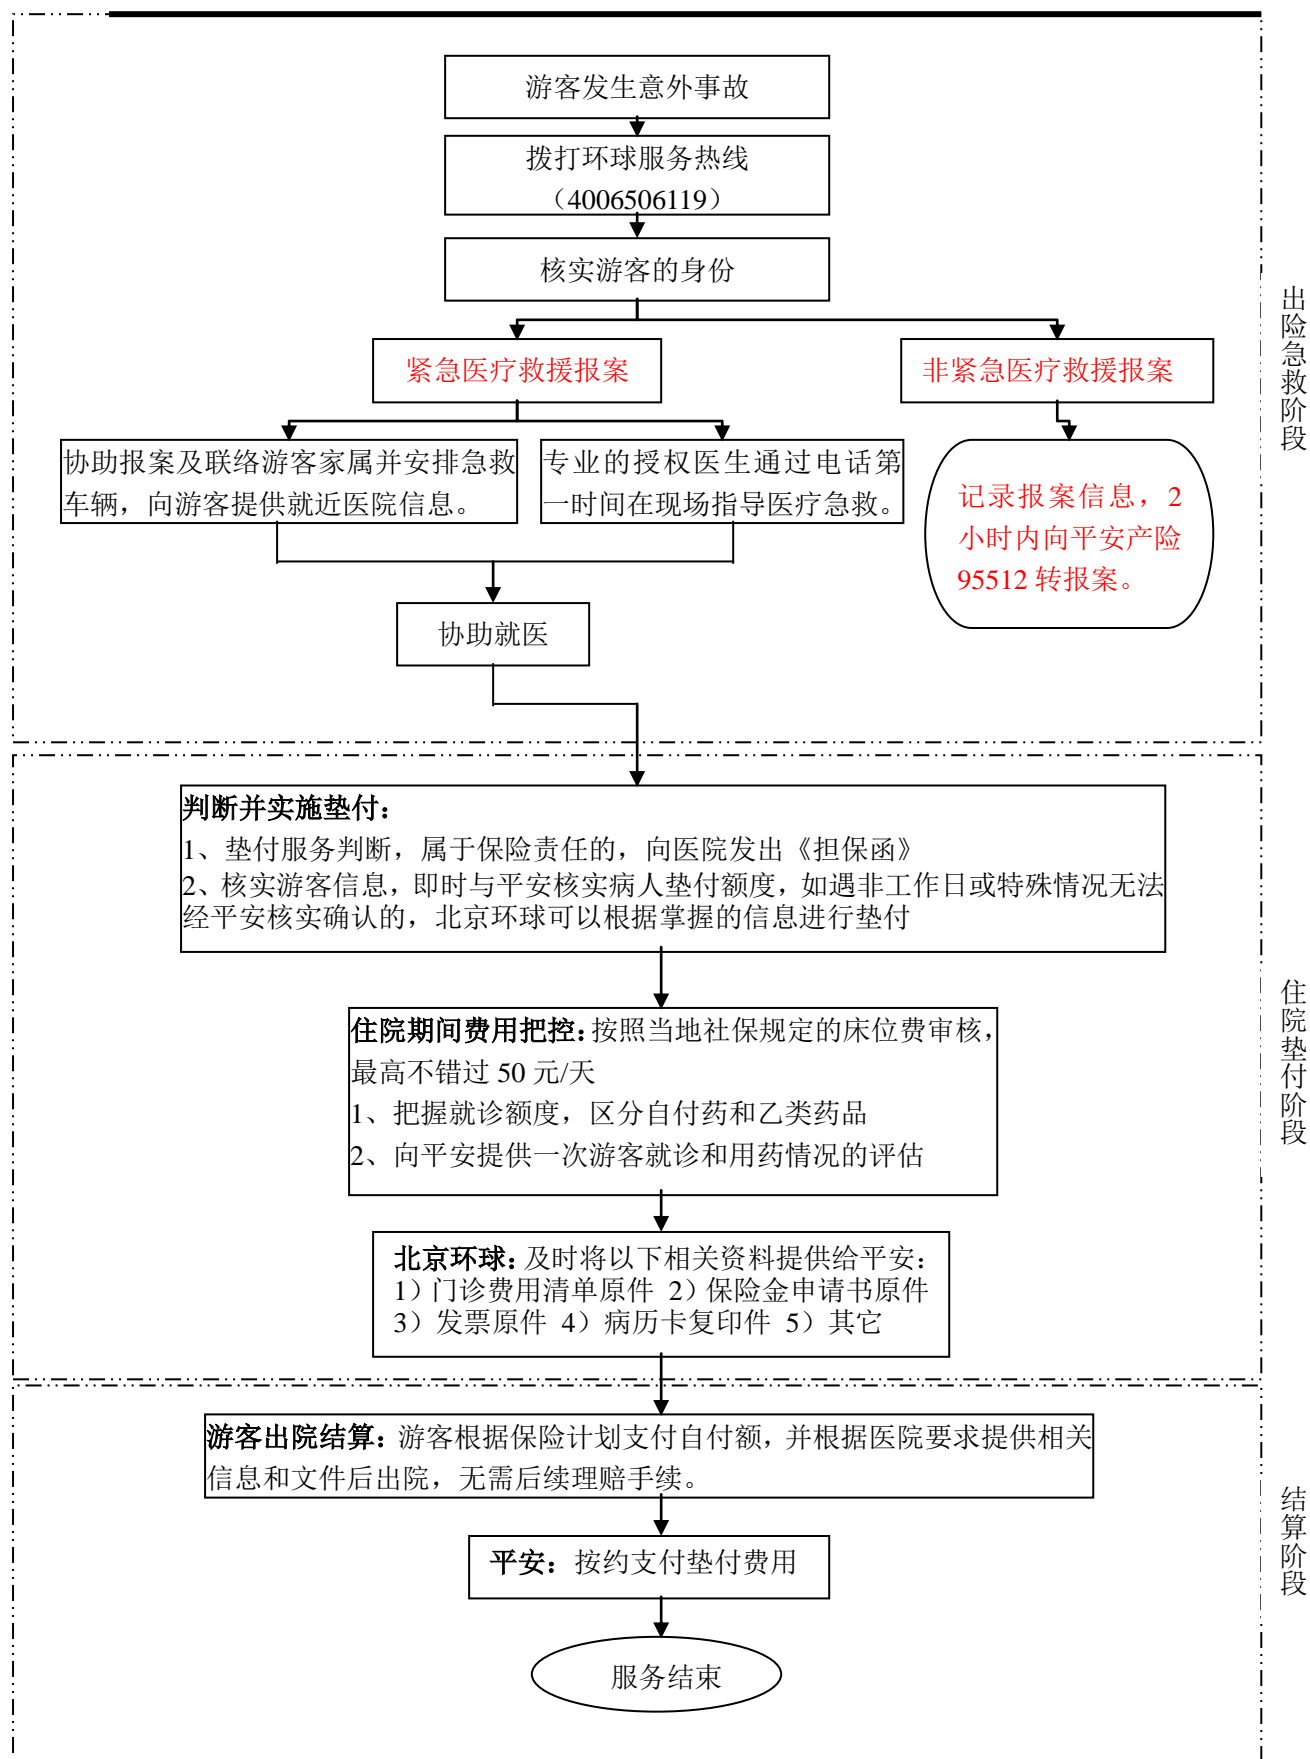 游客发生意外事故
拨打环球服务热线
（4006506119）
核实游客的身份
紧急医疗救援报案
非紧急医疗救援报案
协助报案及联络游客家属并安排急救
车辆，向游客提供就近医院信息。
专业的授权医生通过电话第
一时间在现场指导医疗急救。
记录报案信息，2
小时内向平安产险
95512 转报案。
协助就医
出险急救阶段
判断并实施垫付：
1、垫付服务判断，属于保险责任的，向医院发出《担保函》
2、核实游客信息，即时与平安核实病人垫付额度，如遇非工作日或特殊情况无法
经平安核实确认的，北京环球可以根据掌握的信息进行垫付
住院期间费用把控：按照当地社保规定的床位费审核，
最高不错过 50 元/天
1、把握就诊额度，区分自付药和乙类药品
2、向平安提供一次游客就诊和用药情况的评估
北京环球：及时将以下相关资料提供给平安：
1）门诊费用清单原件 2）保险金申请书原件
3）发票原件 4）病历卡复印件 5）其它
住院垫付阶段
游客出院结算：游客根据保险计划支付自付额，并根据医院要求提供相关
信息和文件后出院，无需后续理赔手续。
平安：按约支付垫付费用
服务结束
结算阶段